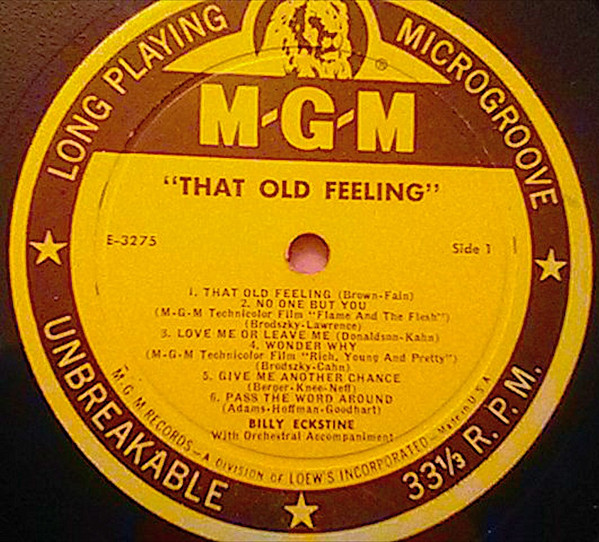 LONG PLAYING
MICROGROOVE
®
M-G-M
"THAT OLD FEELING"
E-3275
Side 1
1. THAT OLD FEELING (Brown-Fain)
2. NO ONE BUT YOU
(M-G-M Technicolor Film "Flame And The Flesh")
(Brodszky-Lawrence)
3. LOVE ME OR LEAVE ME (Donaldson-Kahn)
4. WONDER WHY
(M-G-M Technicolor Film "Rich, Young And Pretty")
(Brodszky-Cahn)
5. GIVE ME ANOTHER CHANCE
(Berger-Knee-Neff)
6. PASS THE WORD AROUND
(Adams-Hoffman-Goodhart)
BILLY ECKSTINE
With Orchestral Accompaniment
M-G-M RECORDS—A DIVISION OF LOEW'S INCORPORATED—Made in U S A
UNBREAKABLE
33⅓ R.P.M.